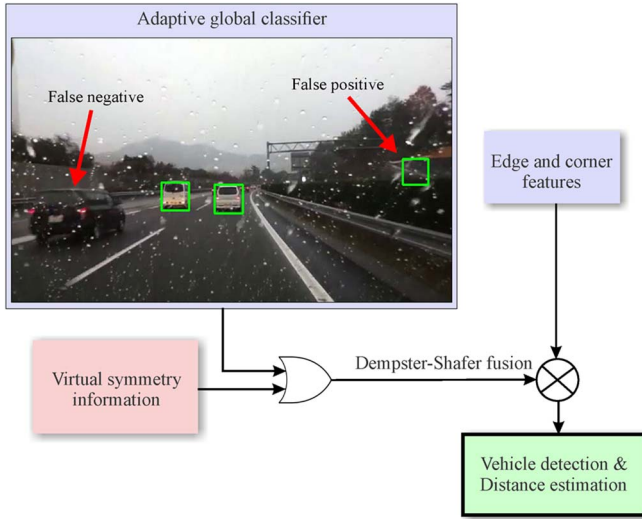 Adaptive global classifier
False negative
False positive
Edge and corner
features
Virtual symmetry
information
Dempster-Shafer fusion
Vehicle detection &
Distance estimation